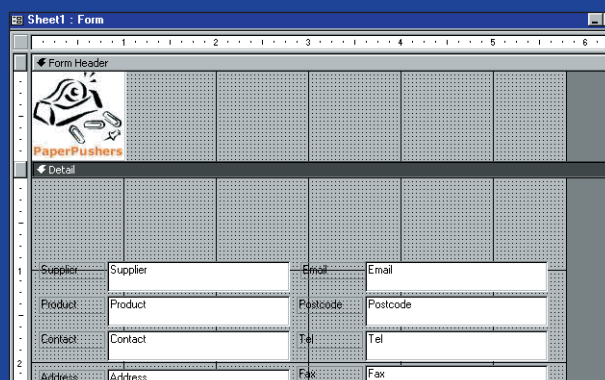 Sheet1 : Form
1 2 3 4 5 6
Form Header
PaperPushers
Detail
1
Supplier Supplier Email Email
Product Product Postcode Postcode
Contact Contact Tel Tel
2
Address Address Fax Fax